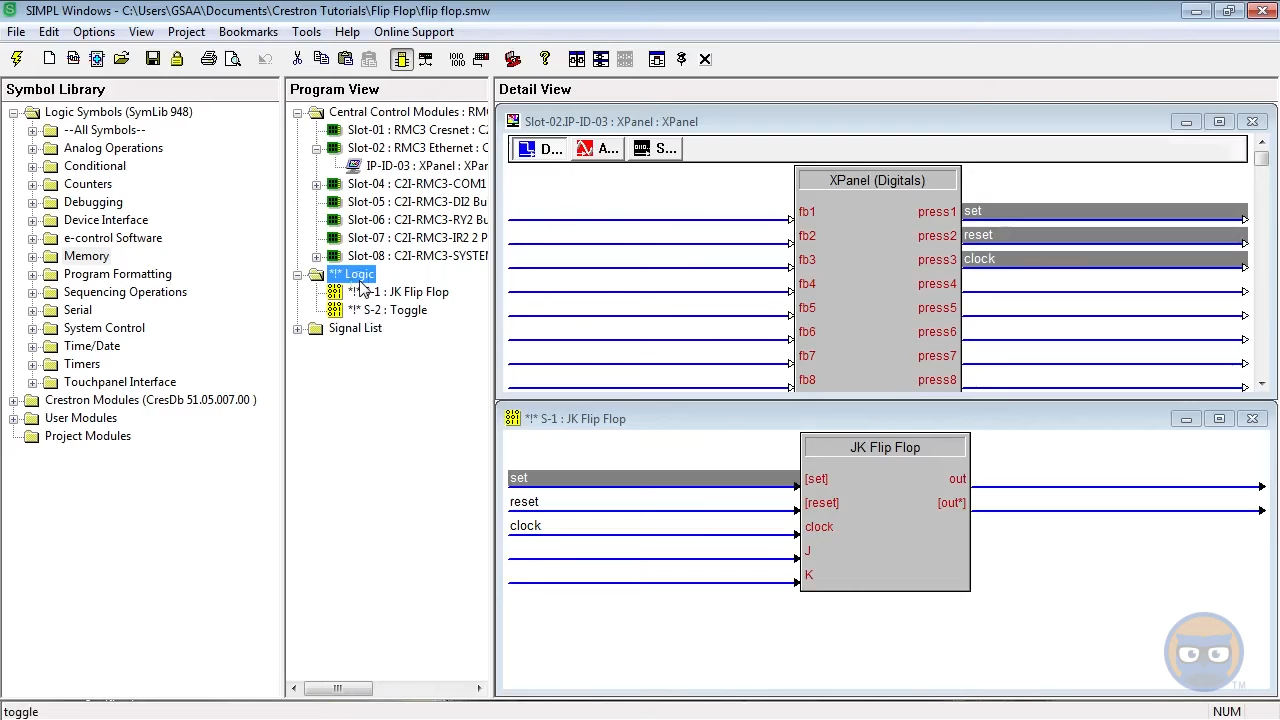 SIMPL Windows - C:\Users\GSAA\Documents\Crestron Tutorials\Flip Flop\flip flop.smw
File Edit Options View Project Bookmarks Tools Help Online Support
Symbol Library
Logic Symbols (SymLib 948)
--All Symbols--
Analog Operations
Conditional
Counters
Debugging
Device Interface
e-control Software
Memory
Program Formatting
Sequencing Operations
Serial
System Control
Time/Date
Timers
Touchpanel Interface
Crestron Modules (CresDb 51.05.007.00 )
User Modules
Project Modules
Program View
Central Control Modules : RMC
Slot-01 : RMC3 Cresnet : C2
Slot-02 : RMC3 Ethernet : C
IP-ID-03 : XPanel : XPar
Slot-04 : C2I-RMC3-COM1
Slot-05 : C2I-RMC3-DI2 Bu
Slot-06 : C2I-RMC3-RY2 Bu
Slot-07 : C2I-RMC3-IR2 2 P
Slot-08 : C2I-RMC3-SYSTEM
*!* Logic
*!* S-1 : JK Flip Flop
*!* S-2 : Toggle
Signal List
Detail View
Slot-02.IP-ID-03 : XPanel : XPanel
D... A... S...
XPanel (Digitals)
fb1 press1 set
fb2 press2 reset
fb3 press3 clock
fb4 press4
fb5 press5
fb6 press6
fb7 press7
fb8 press8
*!* S-1 : JK Flip Flop
JK Flip Flop
set [set] out
reset [reset] [out*]
clock clock
J
K
TM
toggle
NUM